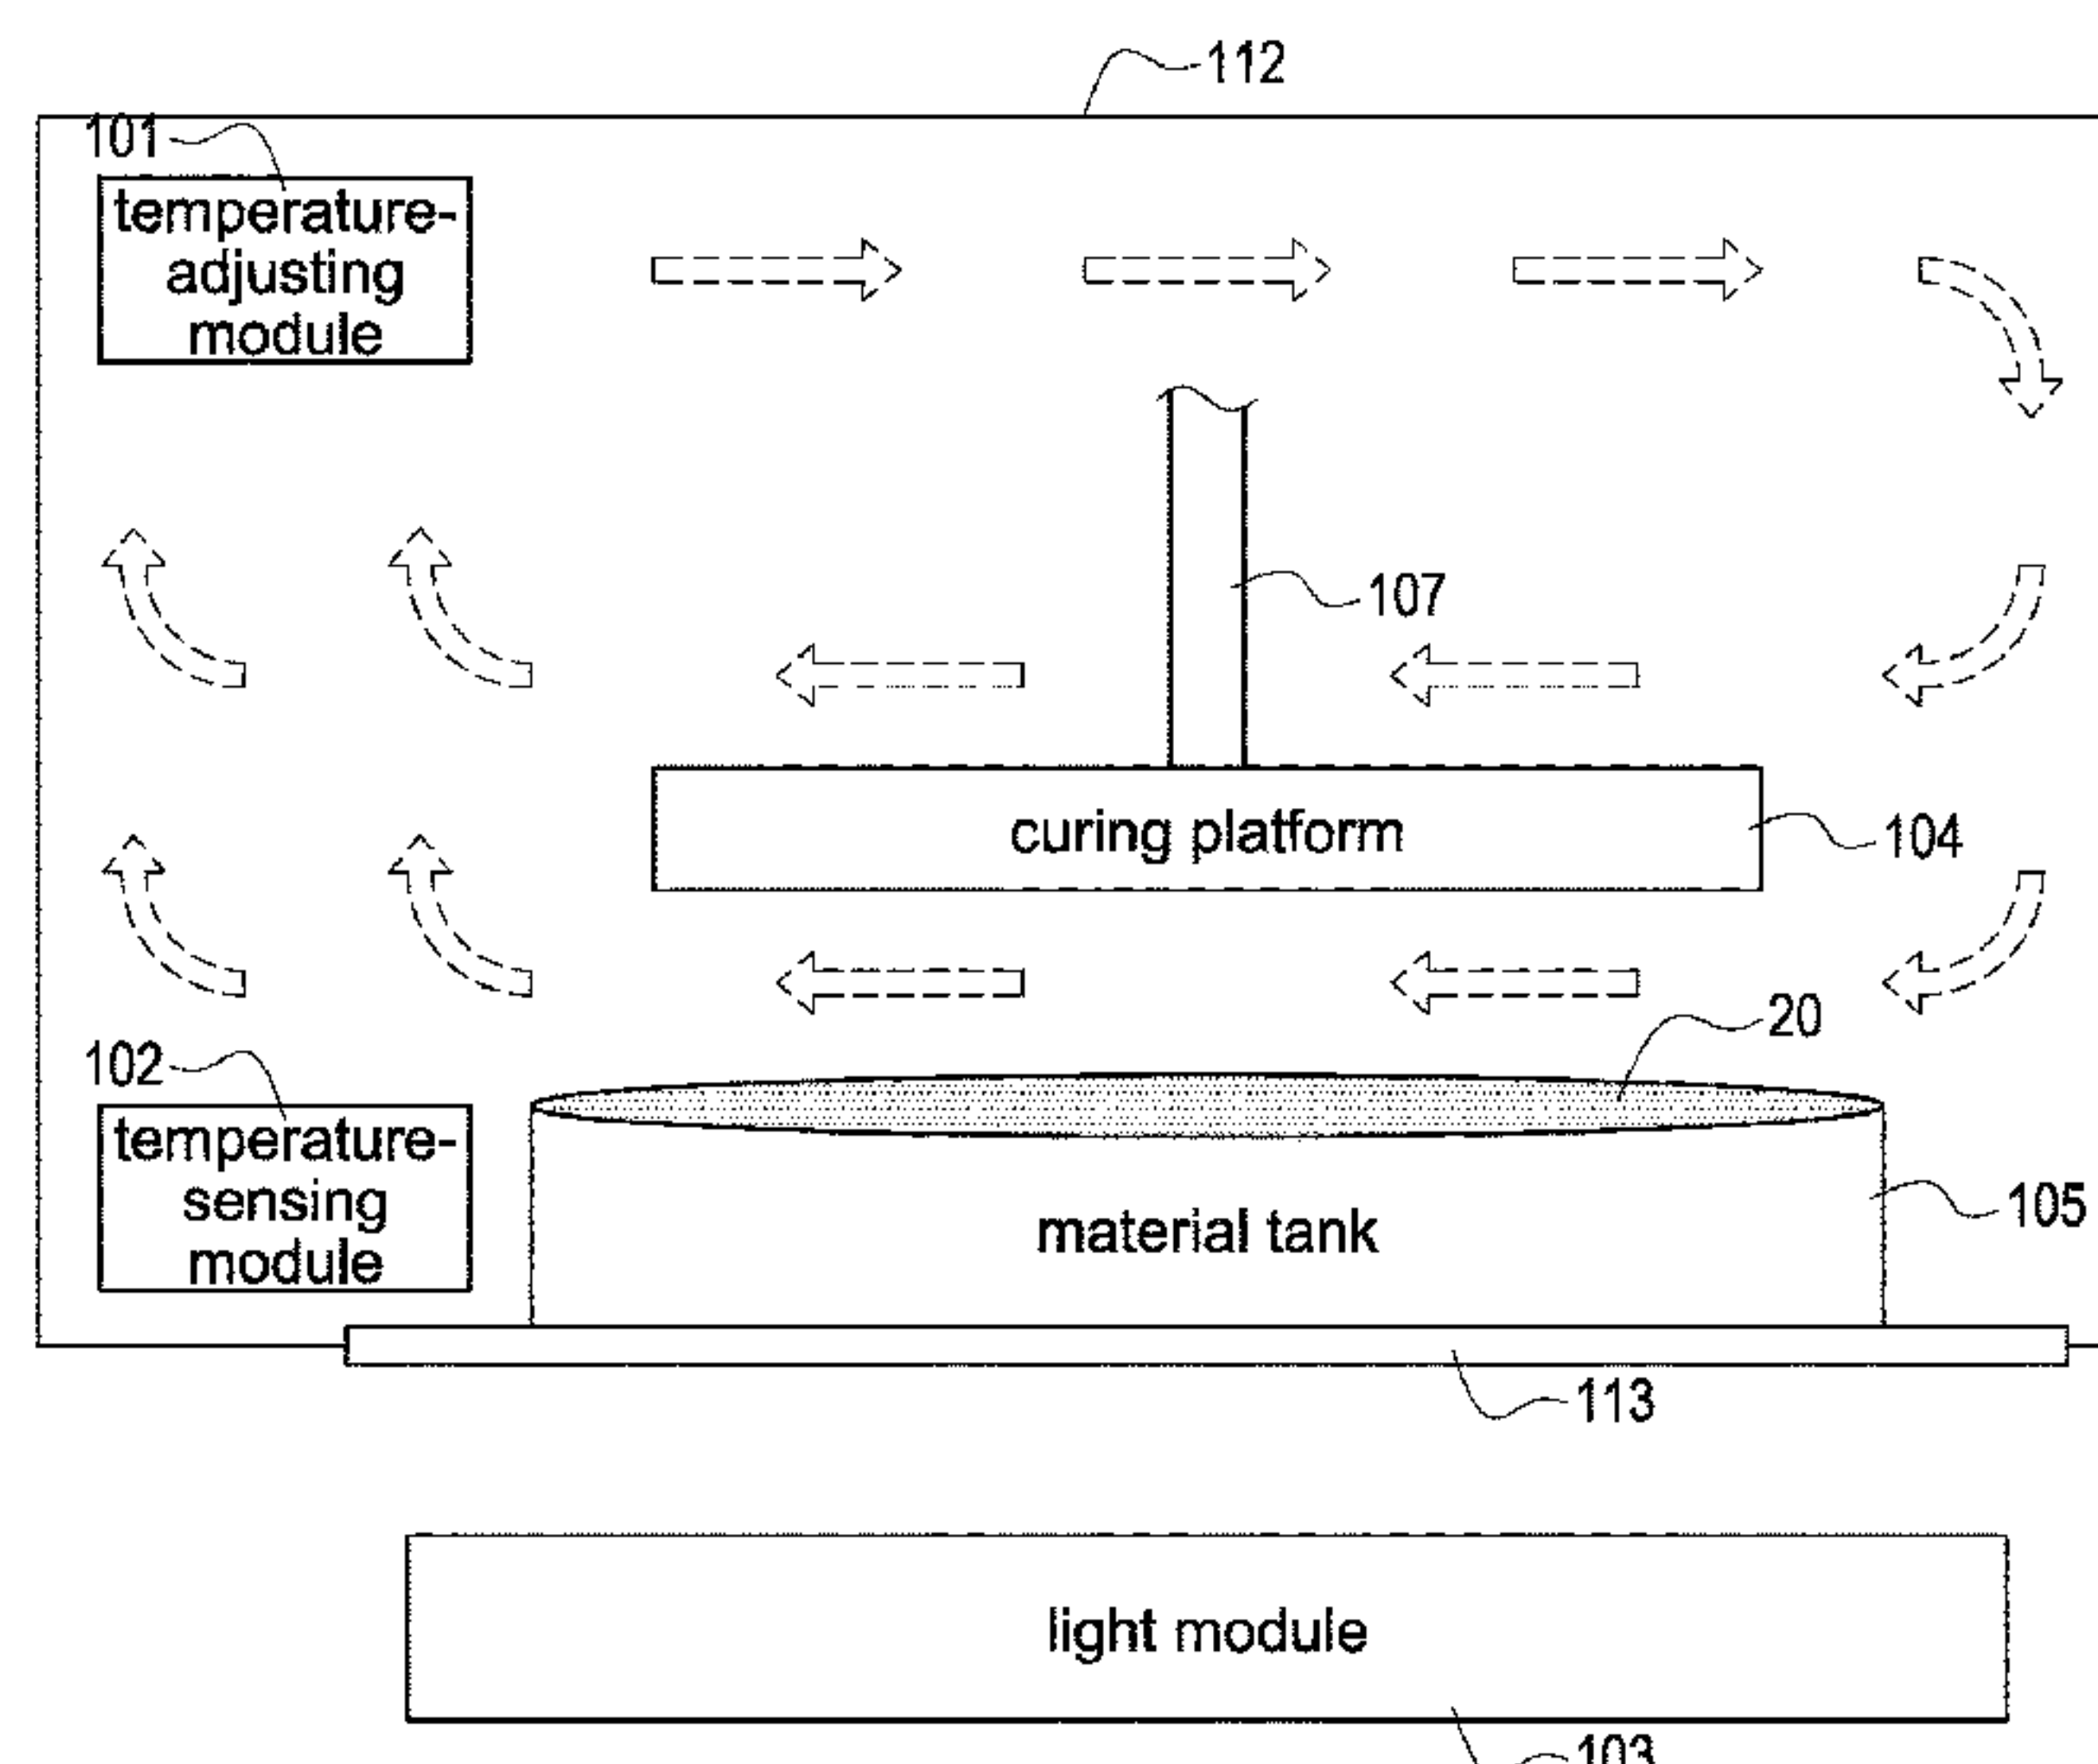 112
101
temperature-
adjusting
module
107
curing platform
104
20
102
temperature-
sensing
module
material tank
105
113
light module
103